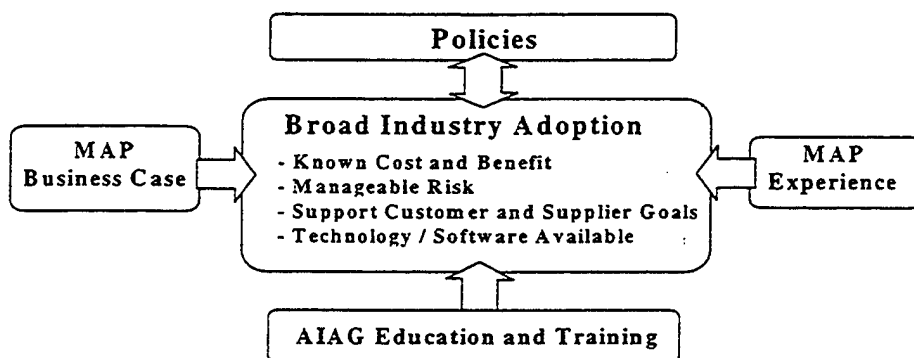 Policies
MAP
Business Case
Broad Industry Adoption
- Known Cost and Benefit
- Manageable Risk
- Support Customer and Supplier Goals
- Technology / Software Available
MAP
Experience
AIAG Education and Training